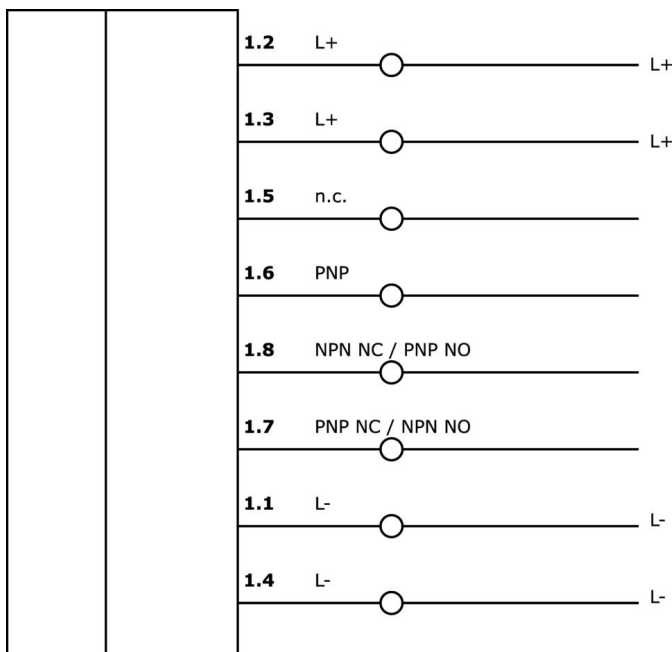 1.2 L+
L+
1.3 L+
L+
1.5 n.c.
1.6 PNP
1.8 NPN NC / PNP NO
1.7 PNP NC / NPN NO
1.1 L-
L-
1.4 L-
L-